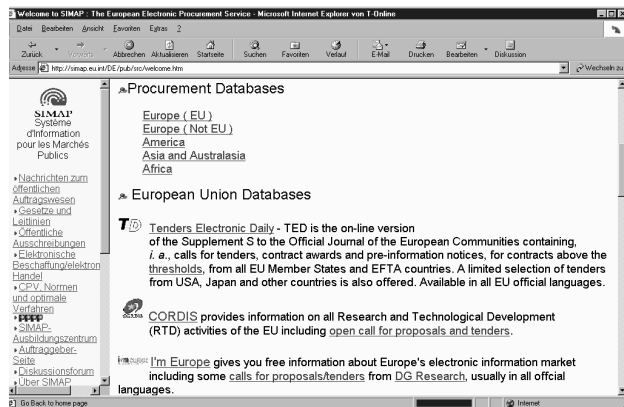 Welcome to SIMAP : The European Electronic Procurement Service - Microsoft Internet Explorer von T-Online
Datei Bearbeiten Ansicht Favoriten Extras ?
Zurück Vorwärts Abbrechen Aktualisieren Startseite Suchen Favoriten Verlauf E-Mail Drucken Bearbeiten Diskussion
Adresse http://simap.eu.int/DE/pub/src/welcome.htm Wechseln zu
SIMAP
Système
d'Information
pour les Marchés
Publics
Nachrichten zum
öffentlichen
Auftragswesen
Gesetze und
Leitlinien
Öffentliche
Ausschreibungen
Elektronische
Beschaffung/elektron
Handel
CPV, Normen
und optimale
Verfahren
SIMAP-
Ausbildungszentrum
Auftraggeber-
Seite
Diskussionsforum
Über SIMAP
Procurement Databases
Europe ( EU )
Europe ( Not EU )
America
Asia and Australasia
Africa
European Union Databases
TD Tenders Electronic Daily - TED is the on-line version
of the Supplement S to the Official Journal of the European Communities containing,
i. a., calls for tenders, contract awards and pre-information notices, for contracts above the
thresholds, from all EU Member States and EFTA countries. A limited selection of tenders
from USA, Japan and other countries is also offered. Available in all EU official languages.
CORDIS provides information on all Research and Technological Development
(RTD) activities of the EU including open call for proposals and tenders.
I'm Europe gives you free information about Europe's electronic information market
including some calls for proposals/tenders from DG Research, usually in all offcial
languages.
Go Back to home page Internet